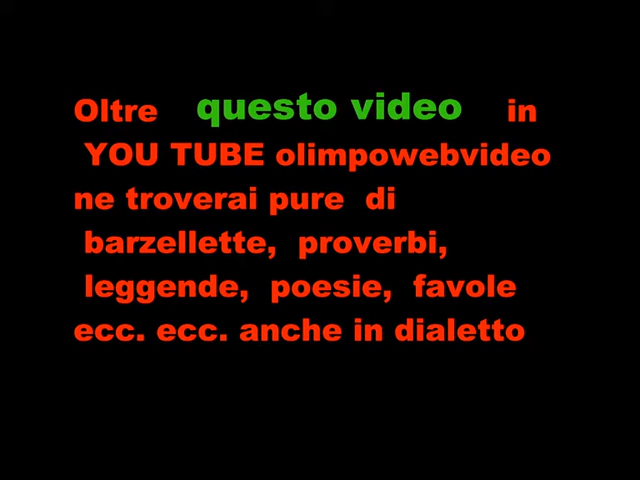 Oltre questo video in
YOU TUBE olimpowebvideo
ne troverai pure di
barzellette, proverbi,
leggende, poesie, favole
ecc. ecc. anche in dialetto